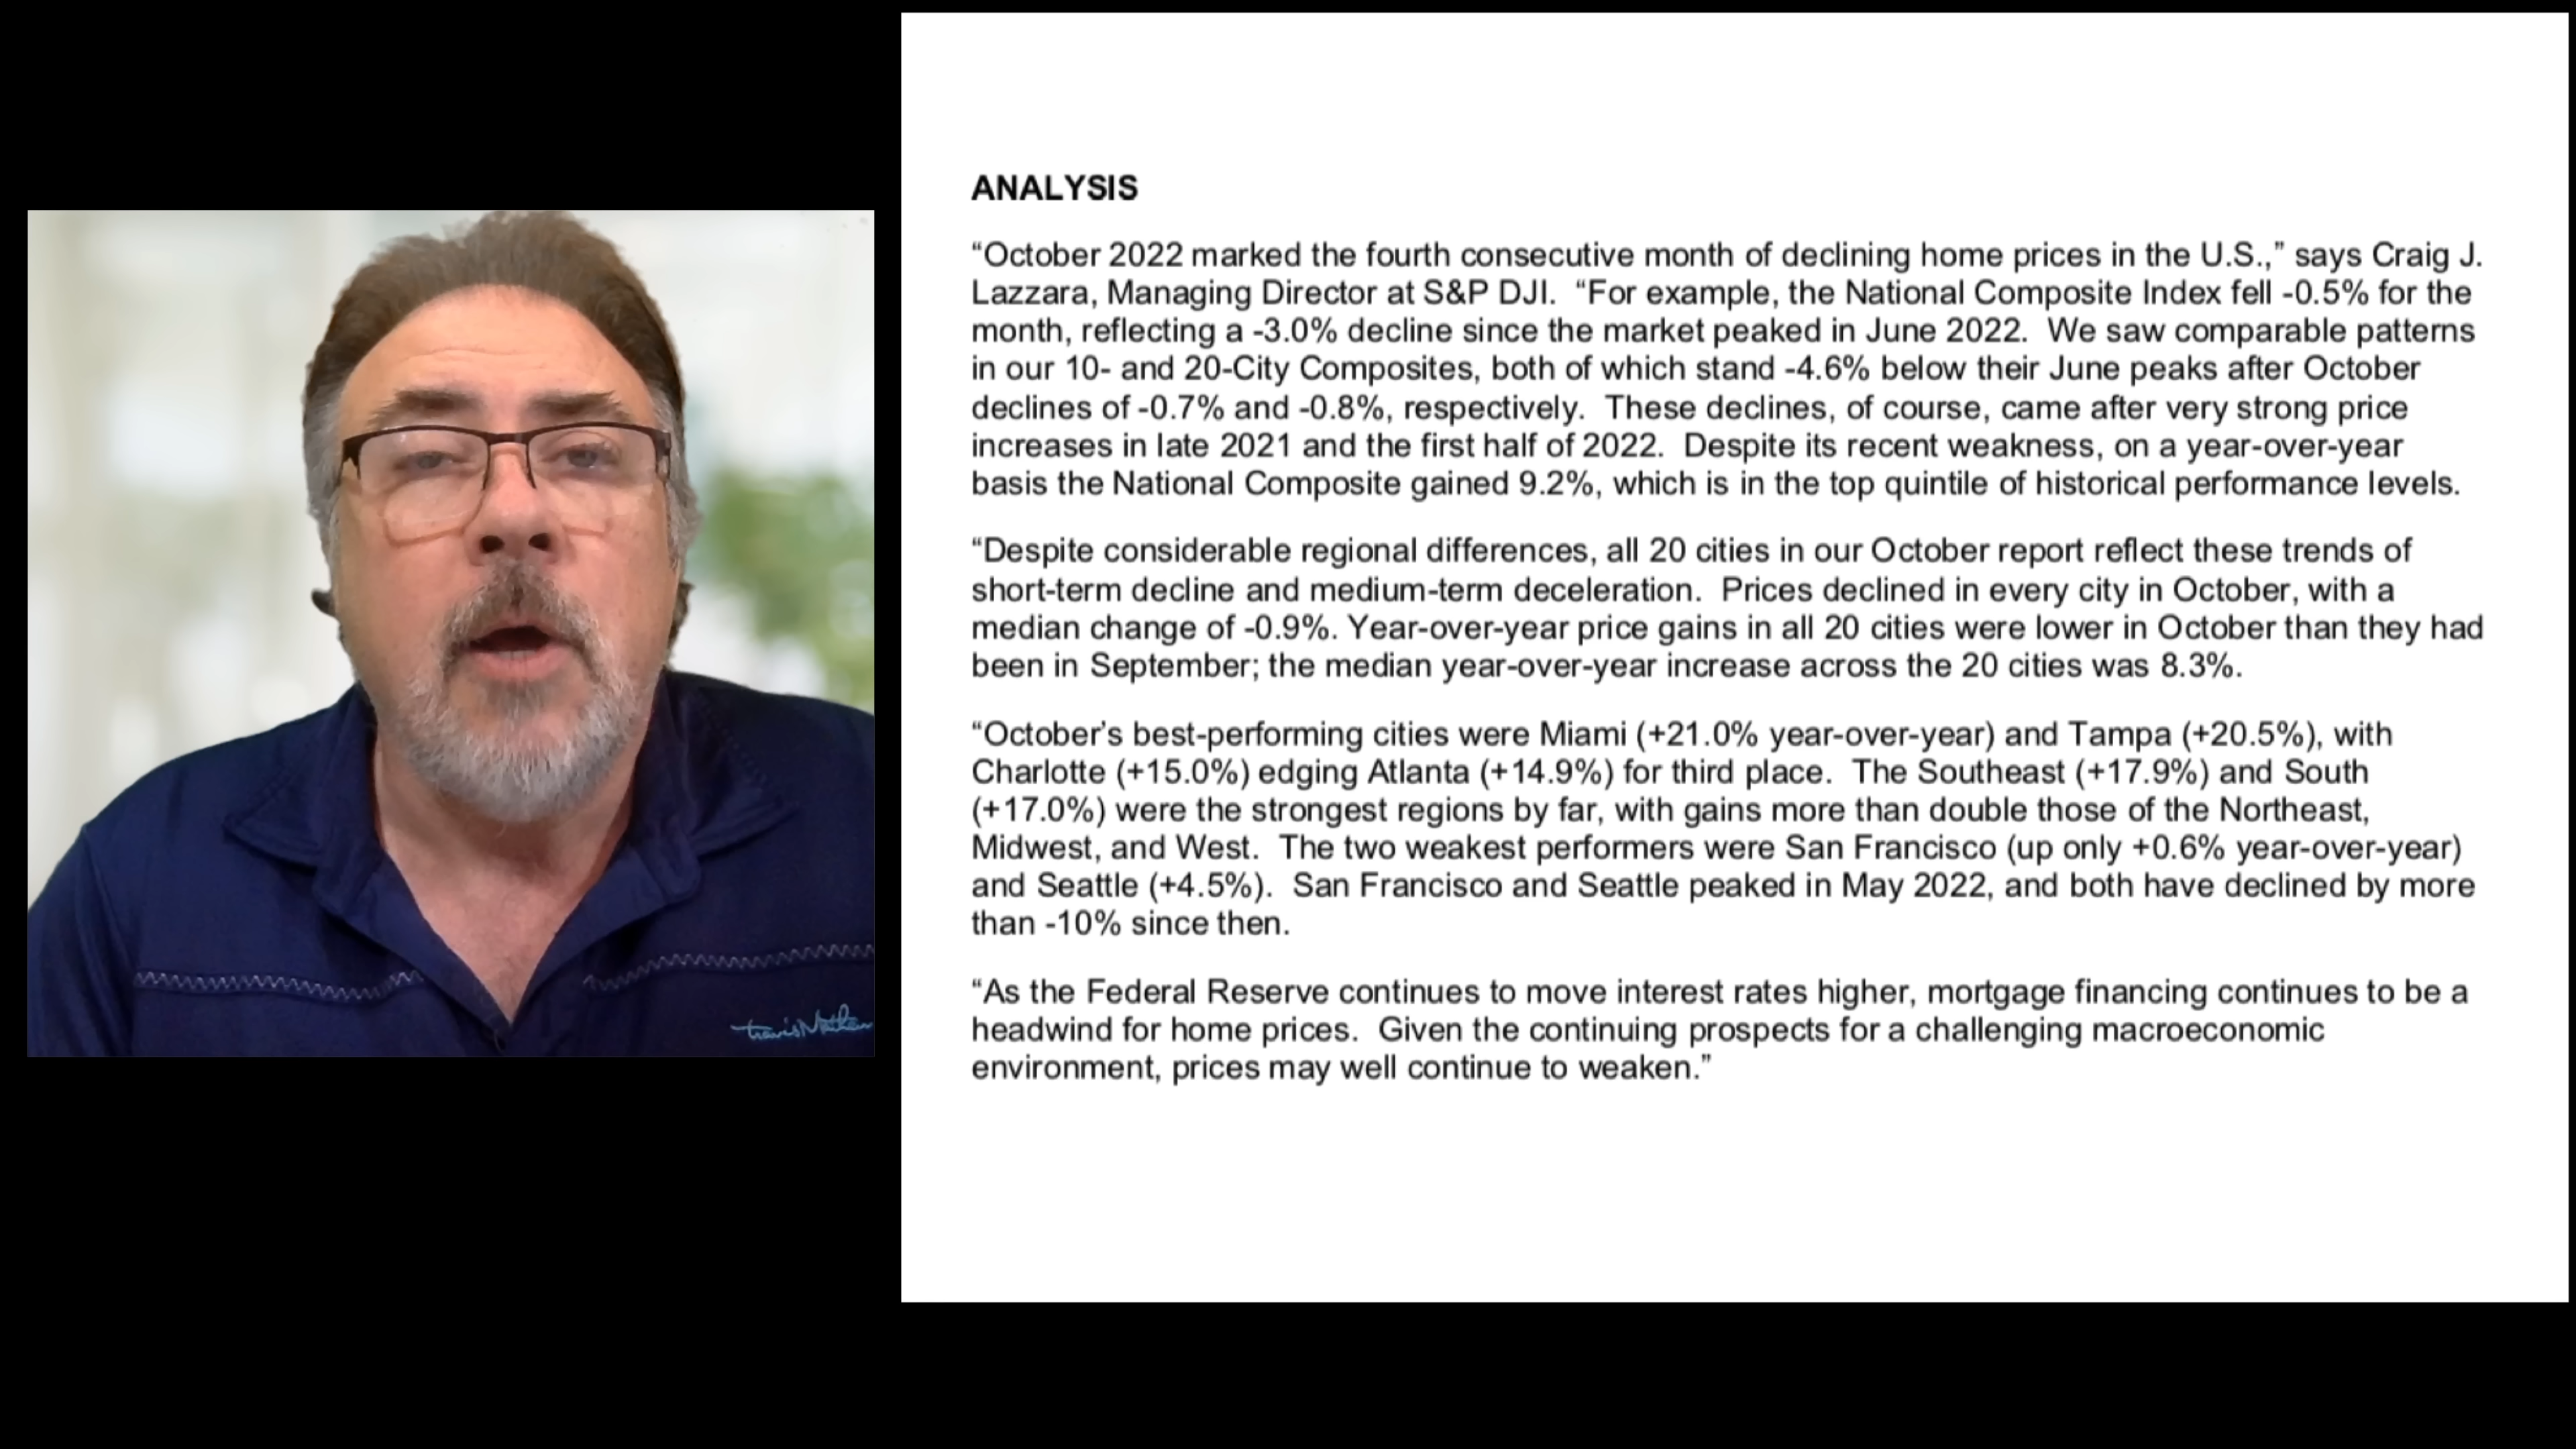 ANALYSIS
“October 2022 marked the fourth consecutive month of declining home prices in the U.S.,” says Craig J.
Lazzara, Managing Director at S&P DJI.  “For example, the National Composite Index fell -0.5% for the
month, reflecting a -3.0% decline since the market peaked in June 2022.  We saw comparable patterns
in our 10- and 20-City Composites, both of which stand -4.6% below their June peaks after October
declines of -0.7% and -0.8%, respectively.  These declines, of course, came after very strong price
increases in late 2021 and the first half of 2022.  Despite its recent weakness, on a year-over-year
basis the National Composite gained 9.2%, which is in the top quintile of historical performance levels.
“Despite considerable regional differences, all 20 cities in our October report reflect these trends of
short-term decline and medium-term deceleration.  Prices declined in every city in October, with a
median change of -0.9%. Year-over-year price gains in all 20 cities were lower in October than they had
been in September; the median year-over-year increase across the 20 cities was 8.3%.
“October’s best-performing cities were Miami (+21.0% year-over-year) and Tampa (+20.5%), with
Charlotte (+15.0%) edging Atlanta (+14.9%) for third place.  The Southeast (+17.9%) and South
(+17.0%) were the strongest regions by far, with gains more than double those of the Northeast,
Midwest, and West.  The two weakest performers were San Francisco (up only +0.6% year-over-year)
and Seattle (+4.5%).  San Francisco and Seattle peaked in May 2022, and both have declined by more
than -10% since then.
“As the Federal Reserve continues to move interest rates higher, mortgage financing continues to be a
headwind for home prices.  Given the continuing prospects for a challenging macroeconomic
environment, prices may well continue to weaken.”
TravisMathew